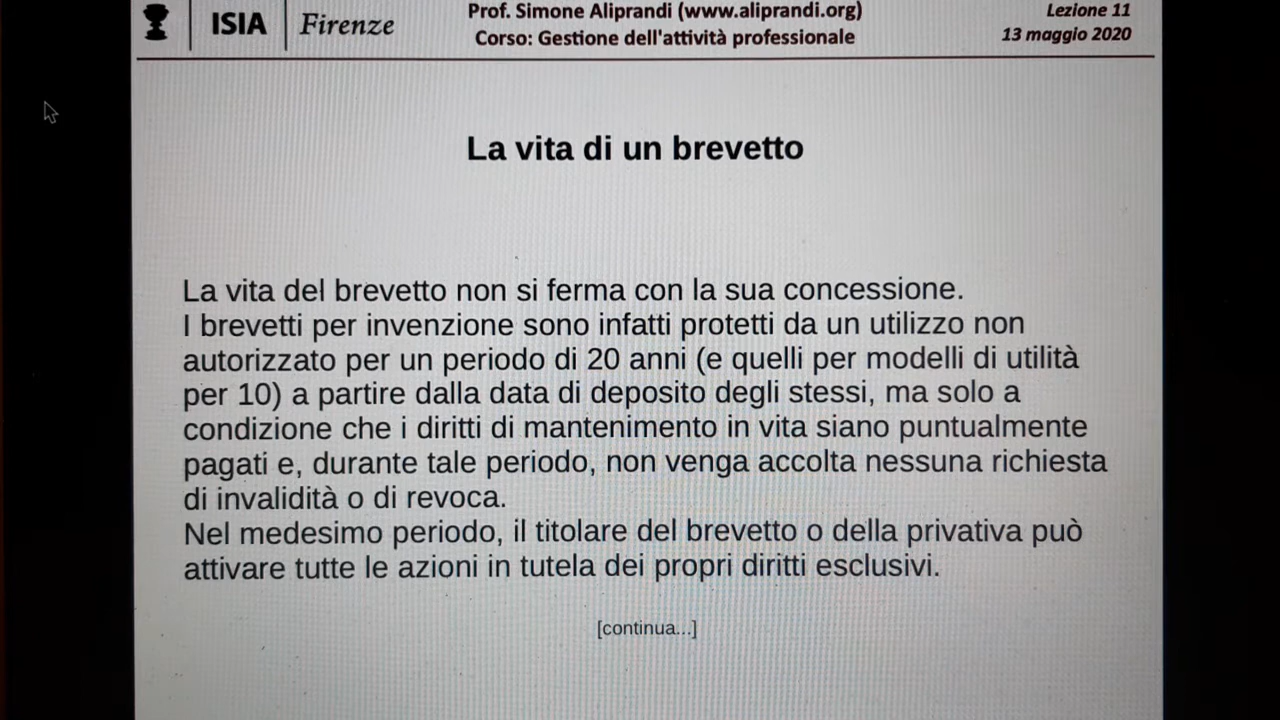 ISIA Firenze
Prof. Simone Aliprandi (www.aliprandi.org)
Corso: Gestione dell'attività professionale
Lezione 11
13 maggio 2020
La vita di un brevetto
La vita del brevetto non si ferma con la sua concessione.
I brevetti per invenzione sono infatti protetti da un utilizzo non
autorizzato per un periodo di 20 anni (e quelli per modelli di utilità
per 10) a partire dalla data di deposito degli stessi, ma solo a
condizione che i diritti di mantenimento in vita siano puntualmente
pagati e, durante tale periodo, non venga accolta nessuna richiesta
di invalidità o di revoca.
Nel medesimo periodo, il titolare del brevetto o della privativa può
attivare tutte le azioni in tutela dei propri diritti esclusivi.
[continua...]